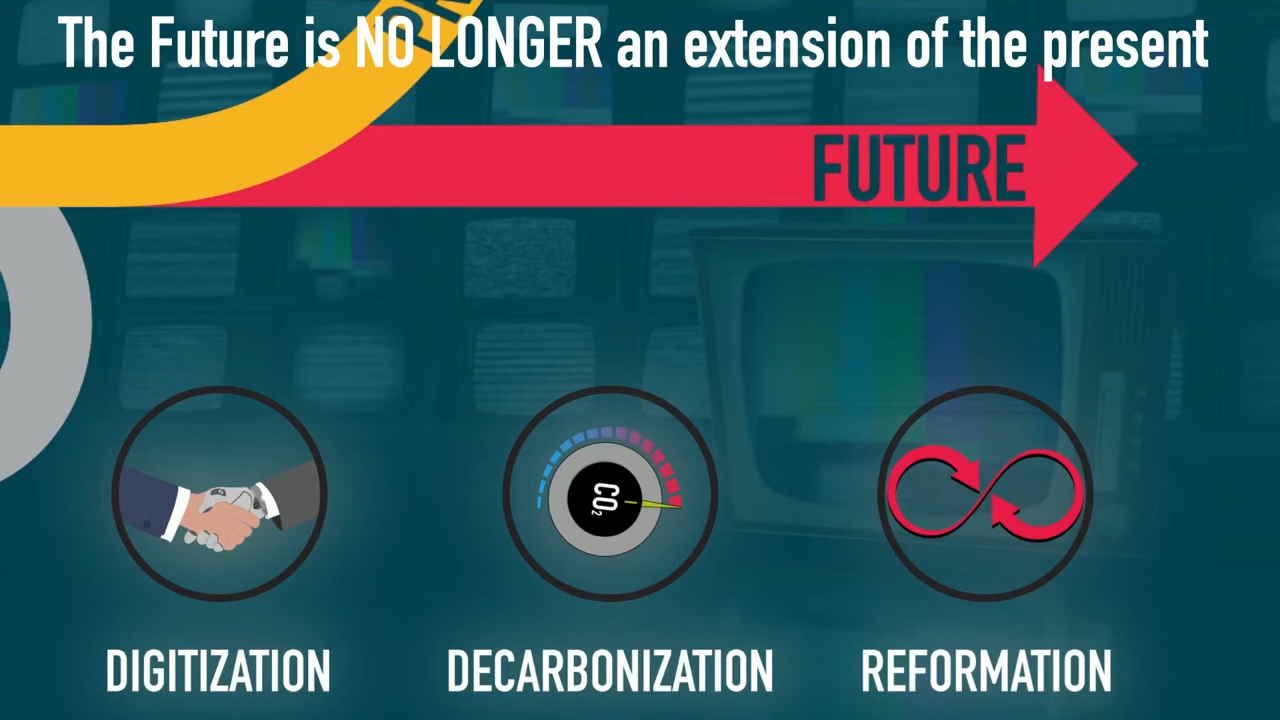 The Future is NO LONGER an extension of the present
FUTURE
CO₂
DIGITIZATION
DECARBONIZATION
REFORMATION